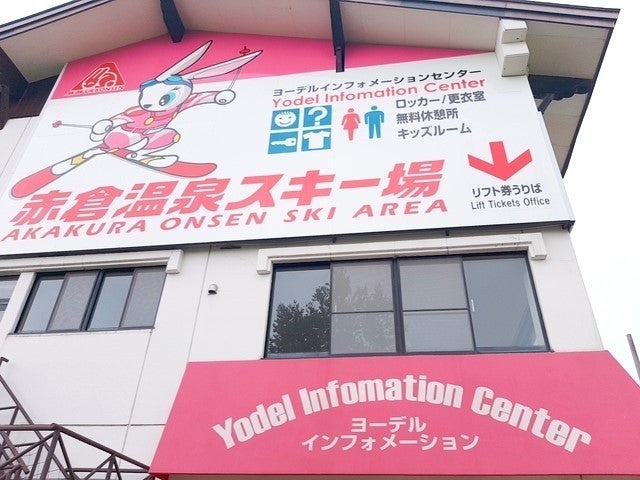 ヨーデルインフォメーションセンター
Yodel Infomation Center
ロッカー/更衣室
無料休憩所
キッズルーム
?
リフト券うりば
Lift Tickets Office
赤倉温泉スキー場
AKAKURA ONSEN SKI AREA
Yodel Infomation Center
ヨーデル
インフォメーション